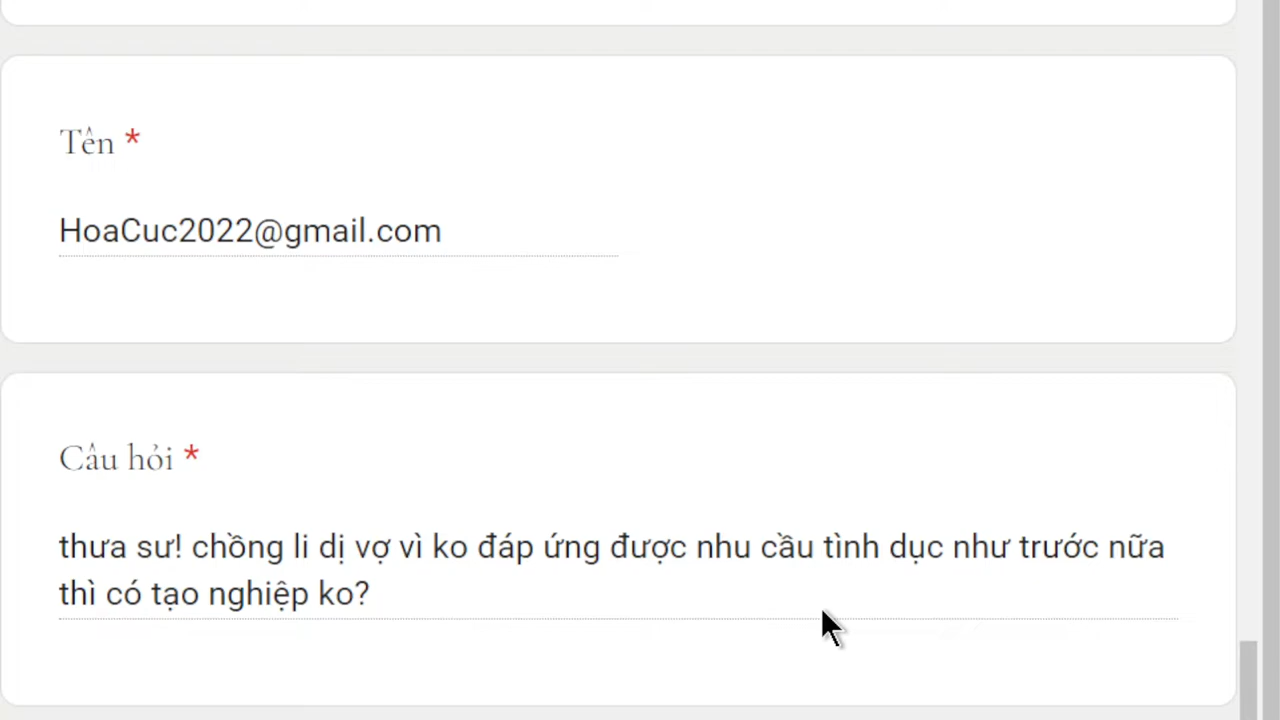 Tên *
HoaCuc2022@gmail.com
Câu hỏi *
thưa sư! chồng li dị vợ vì ko đáp ứng được nhu cầu tình dục như trước nữa
thì có tạo nghiệp ko?